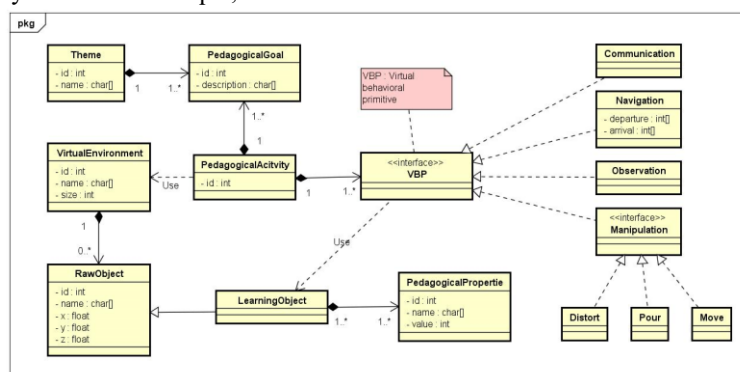 pkg
Theme
- id : int
- name : char[]
1
1..*
PedagogicalGoal
- id : int
- description : char[]
VBP : Virtual
behavioral
primitive
Communication
Navigation
- departure : int[]
- arrival : int[]
1..*
1
VirtualEnvironment
- id : int
- name : char[]
- size : int
Use
PedagogicalAcitvity
- id : int
1
1..*
<<interface>>
VBP
Observation
<<interface>>
Manipulation
1
0..*
Use
RawObject
- id : int
- name : char[]
- x : float
- y : float
- z : float
LearningObject
1..*
1..*
PedagogicalPropertie
- id : int
- name : char[]
- value : int
Distort
Pour
Move